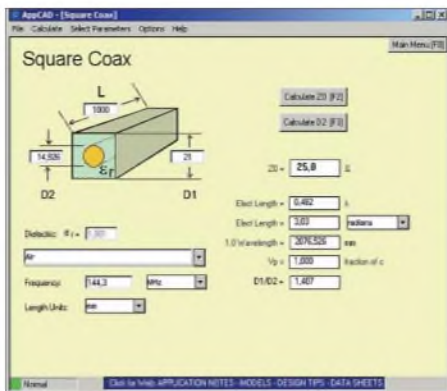 AppCAD - [Square Coax]
File Calculate Select Parameters Options Help
Main Menu [F8]
Square Coax
L
1000
Calculate Z0 [F2]
Calculate D2 [F3]
14,926
εr
21
D2
D1
Z0 = 25,0 Ω
Elect Length = 0,482 λ
Elect Length = 3,03 radians
1.0 Wavelength = 2076,526 mm
Vp = 1,000 fraction of c
D1/D2 = 1,407
Dielectric: εr =
Air
Frequency: 144,3 MHz
Length Units: mm
Normal
Click for Web: APPLICATION NOTES - MODELS - DESIGN TIPS - DATA SHEETS